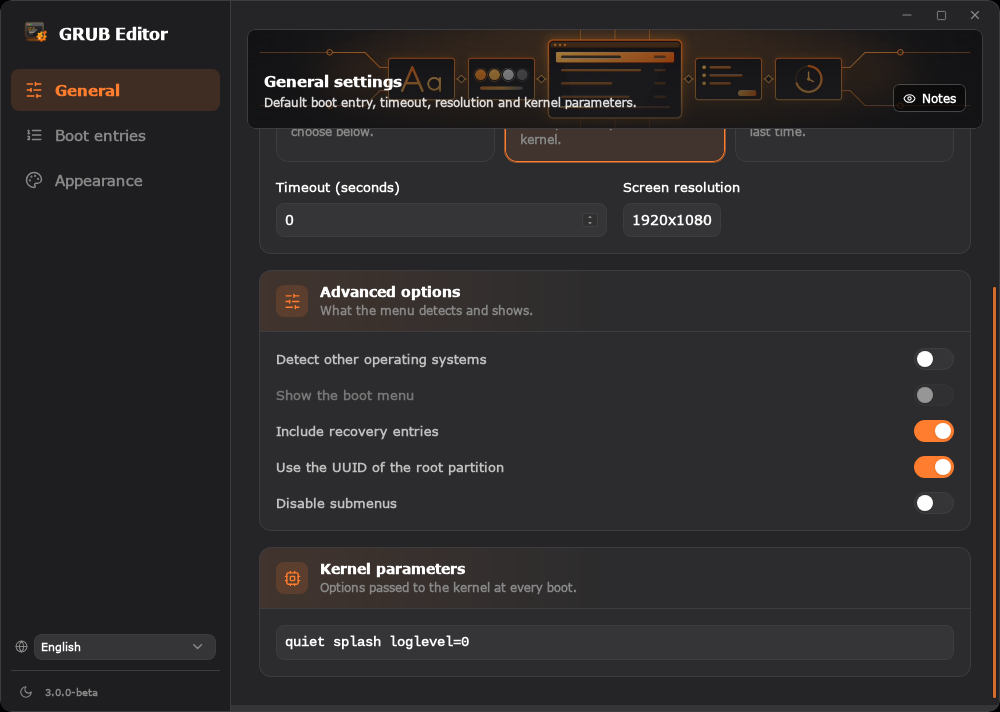 GRUB Editor
General
Boot entries
Appearance
English
3.0.0-beta
Aa
General settings
Default boot entry, timeout, resolution and kernel parameters.
Notes
choose below.
kernel.
last time.
Timeout (seconds)
0
Screen resolution
1920x1080
Advanced options
What the menu detects and shows.
Detect other operating systems
Show the boot menu
Include recovery entries
Use the UUID of the root partition
Disable submenus
Kernel parameters
Options passed to the kernel at every boot.
quiet splash loglevel=0